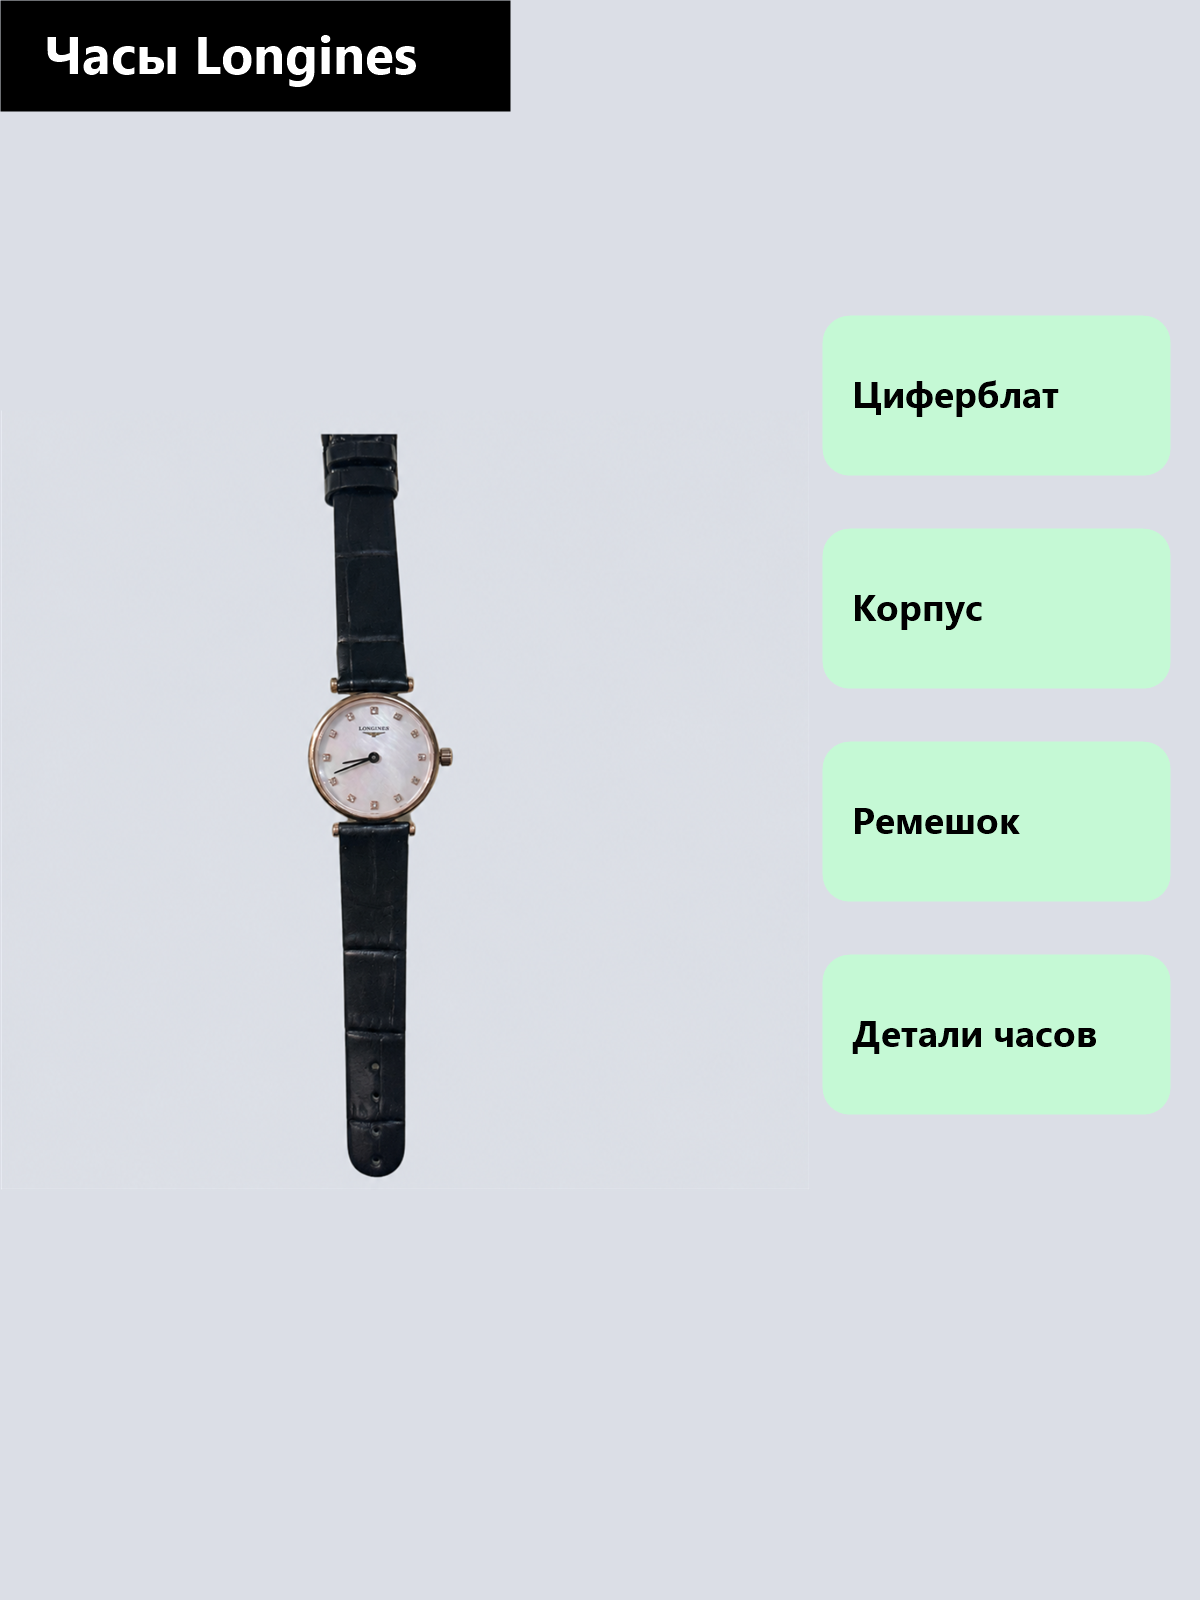 Часы Longines
Циферблат
Корпус
LONGINES
Ремешок
Детали часов